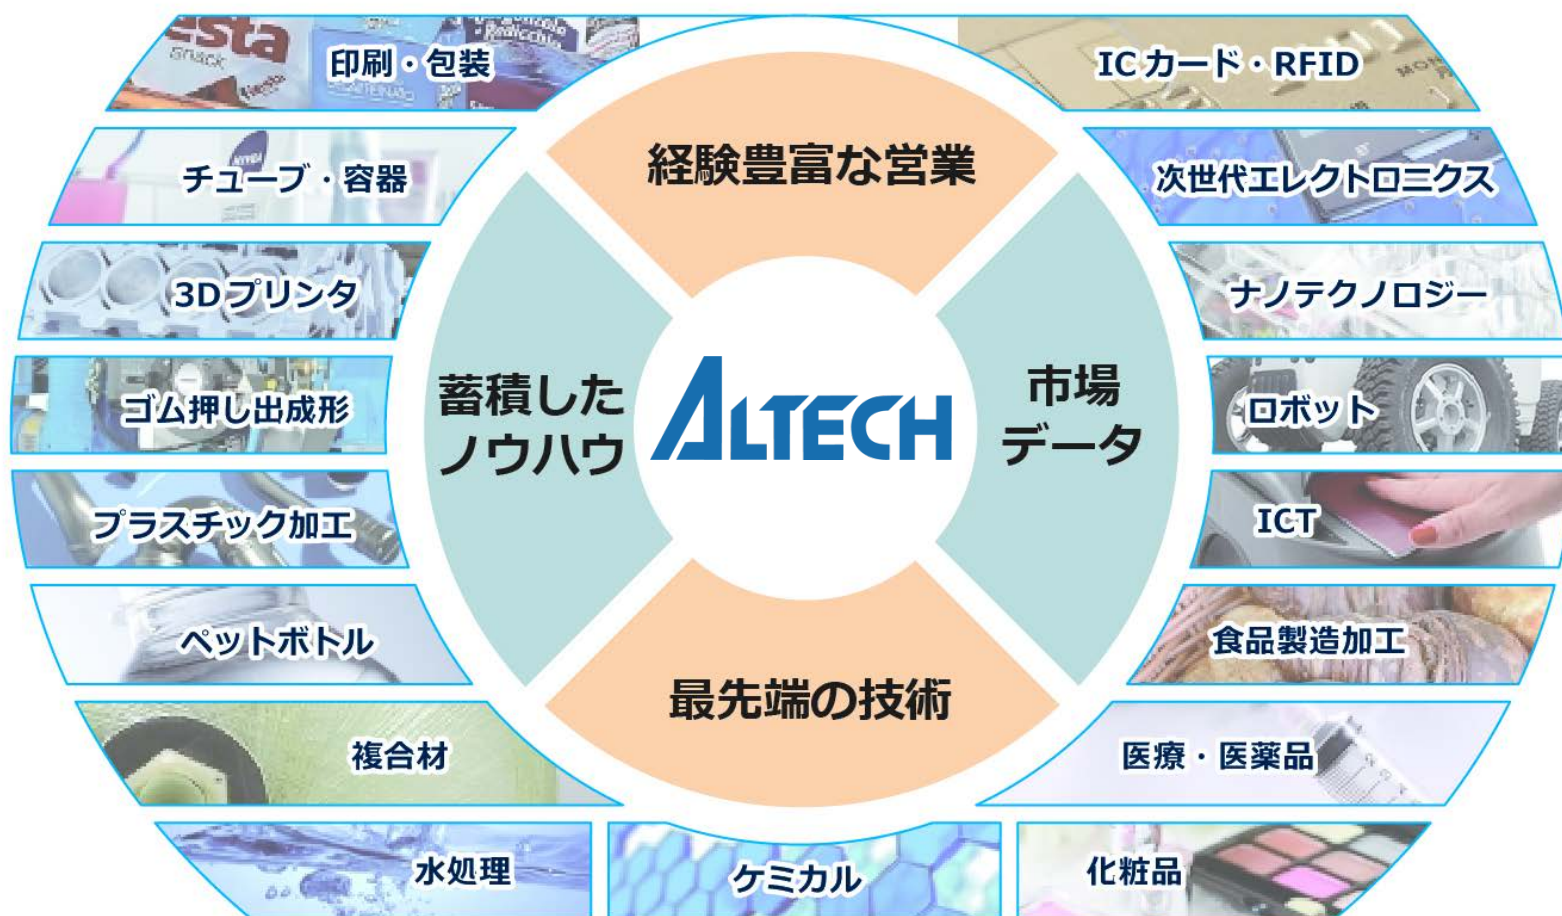 esta
snack
fiesta
Radicchio
印刷・包装
ICカード・RFID
NIVEA
チューブ・容器
経験豊富な営業
次世代エレクトロニクス
3Dプリンタ
ナノテクノロジー
ゴム押し出成形
蓄積した
ノウハウ
ALTECH
市場
データ
ロボット
プラスチック加工
ICT
ペットボトル
食品製造加工
最先端の技術
複合材
医療・医薬品
水処理
ケミカル
化粧品